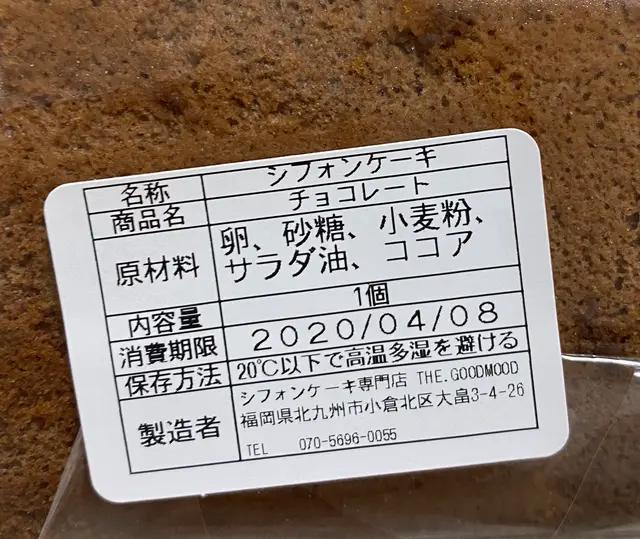 名称 シフォンケーキ
商品名 チョコレート
原材料 卵、砂糖、小麦粉、
サラダ油、ココア
内容量 1個
消費期限 2020/04/08
保存方法 20℃以下で高温多湿を避ける
製造者 シフォンケーキ専門店 THE.GOODMOOD
福岡県北九州市小倉北区大畠3-4-26
TEL 070-5696-0055